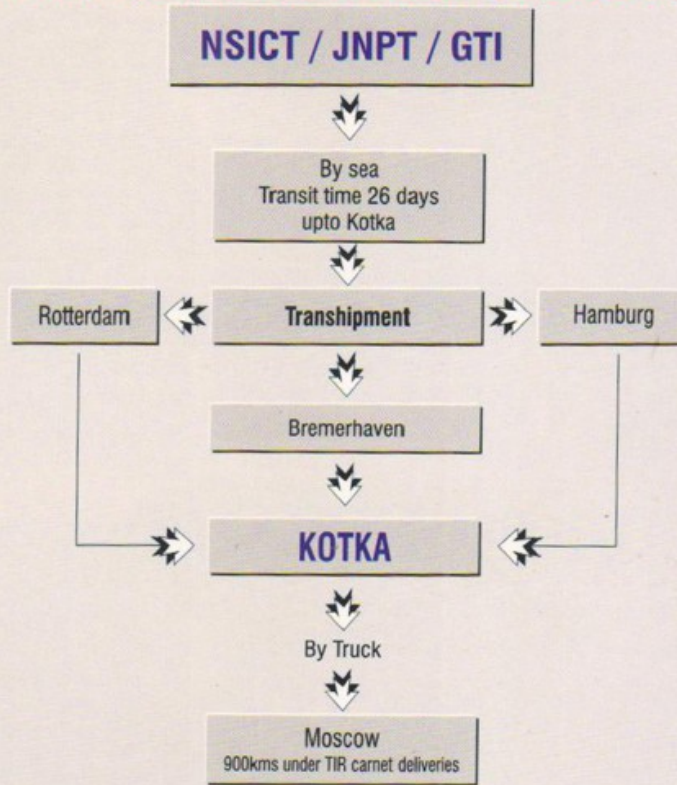 NSICT / JNPT / GTI
By sea
Transit time 26 days
upto Kotka
Rotterdam
Transhipment
Hamburg
Bremerhaven
KOTKA
By Truck
Moscow
900kms under TIR carnet deliveries